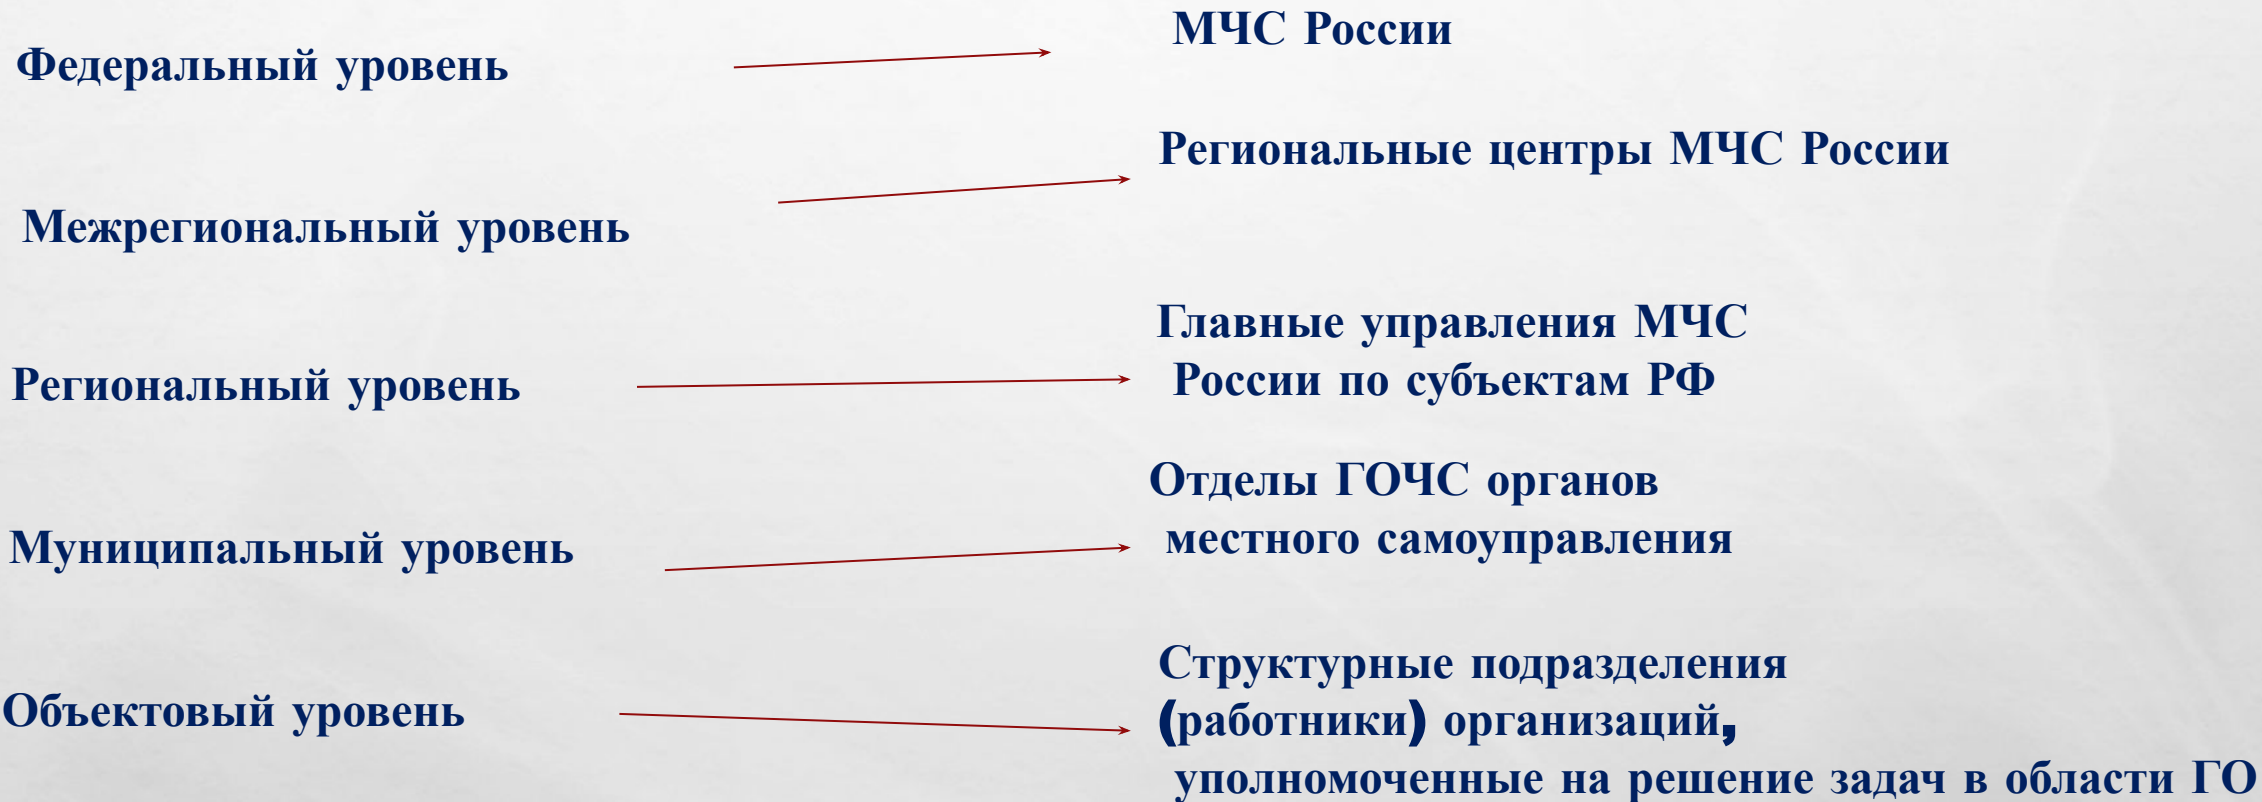 Федеральный уровень
МЧС России
Межрегиональный уровень
Региональные центры МЧС России
Региональный уровень
Главные управления МЧС
России по субъектам РФ
Муниципальный уровень
Отделы ГОЧС органов
местного самоуправления
Объектовый уровень
Структурные подразделения
(работники) организаций,
уполномоченные на решение задач в области ГО